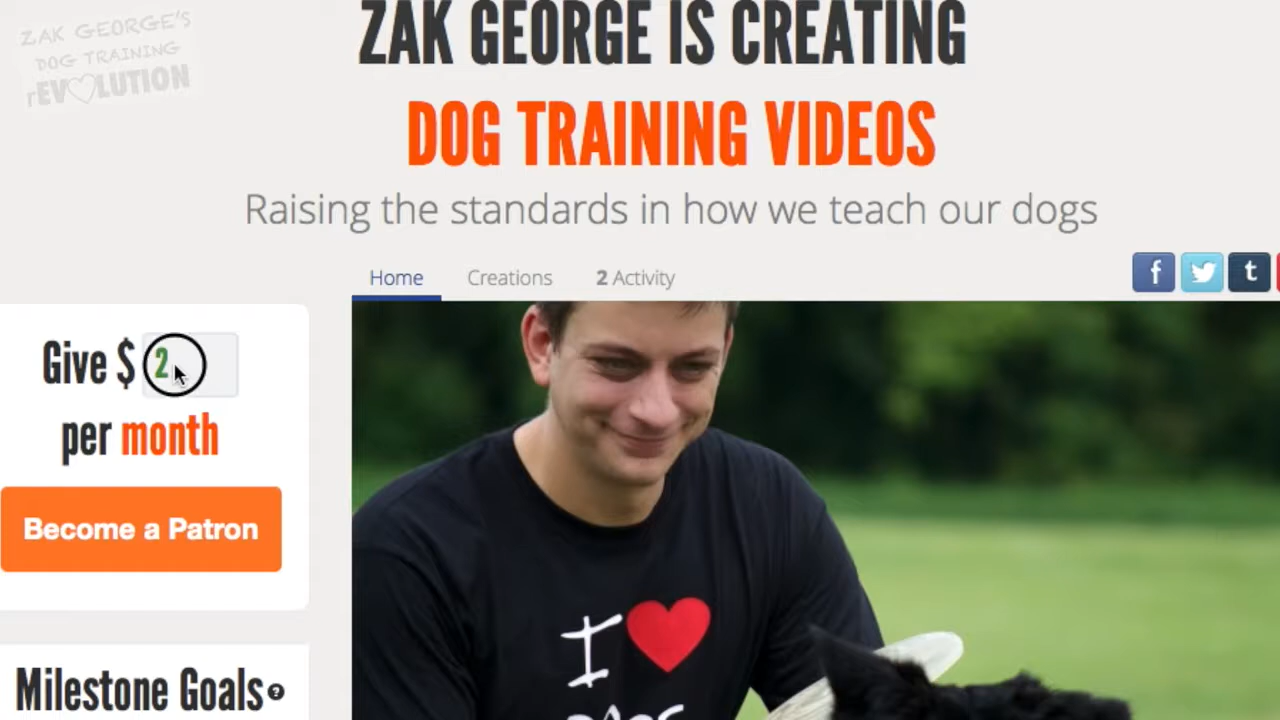 ZAK GEORGE'S
DOG TRAINING
rEVOLUTION
ZAK GEORGE IS CREATING
DOG TRAINING VIDEOS
Raising the standards in how we teach our dogs
Home Creations 2 Activity
f t
Give $ 2
per month
Become a Patron
Milestone Goals ?
I
DOGS